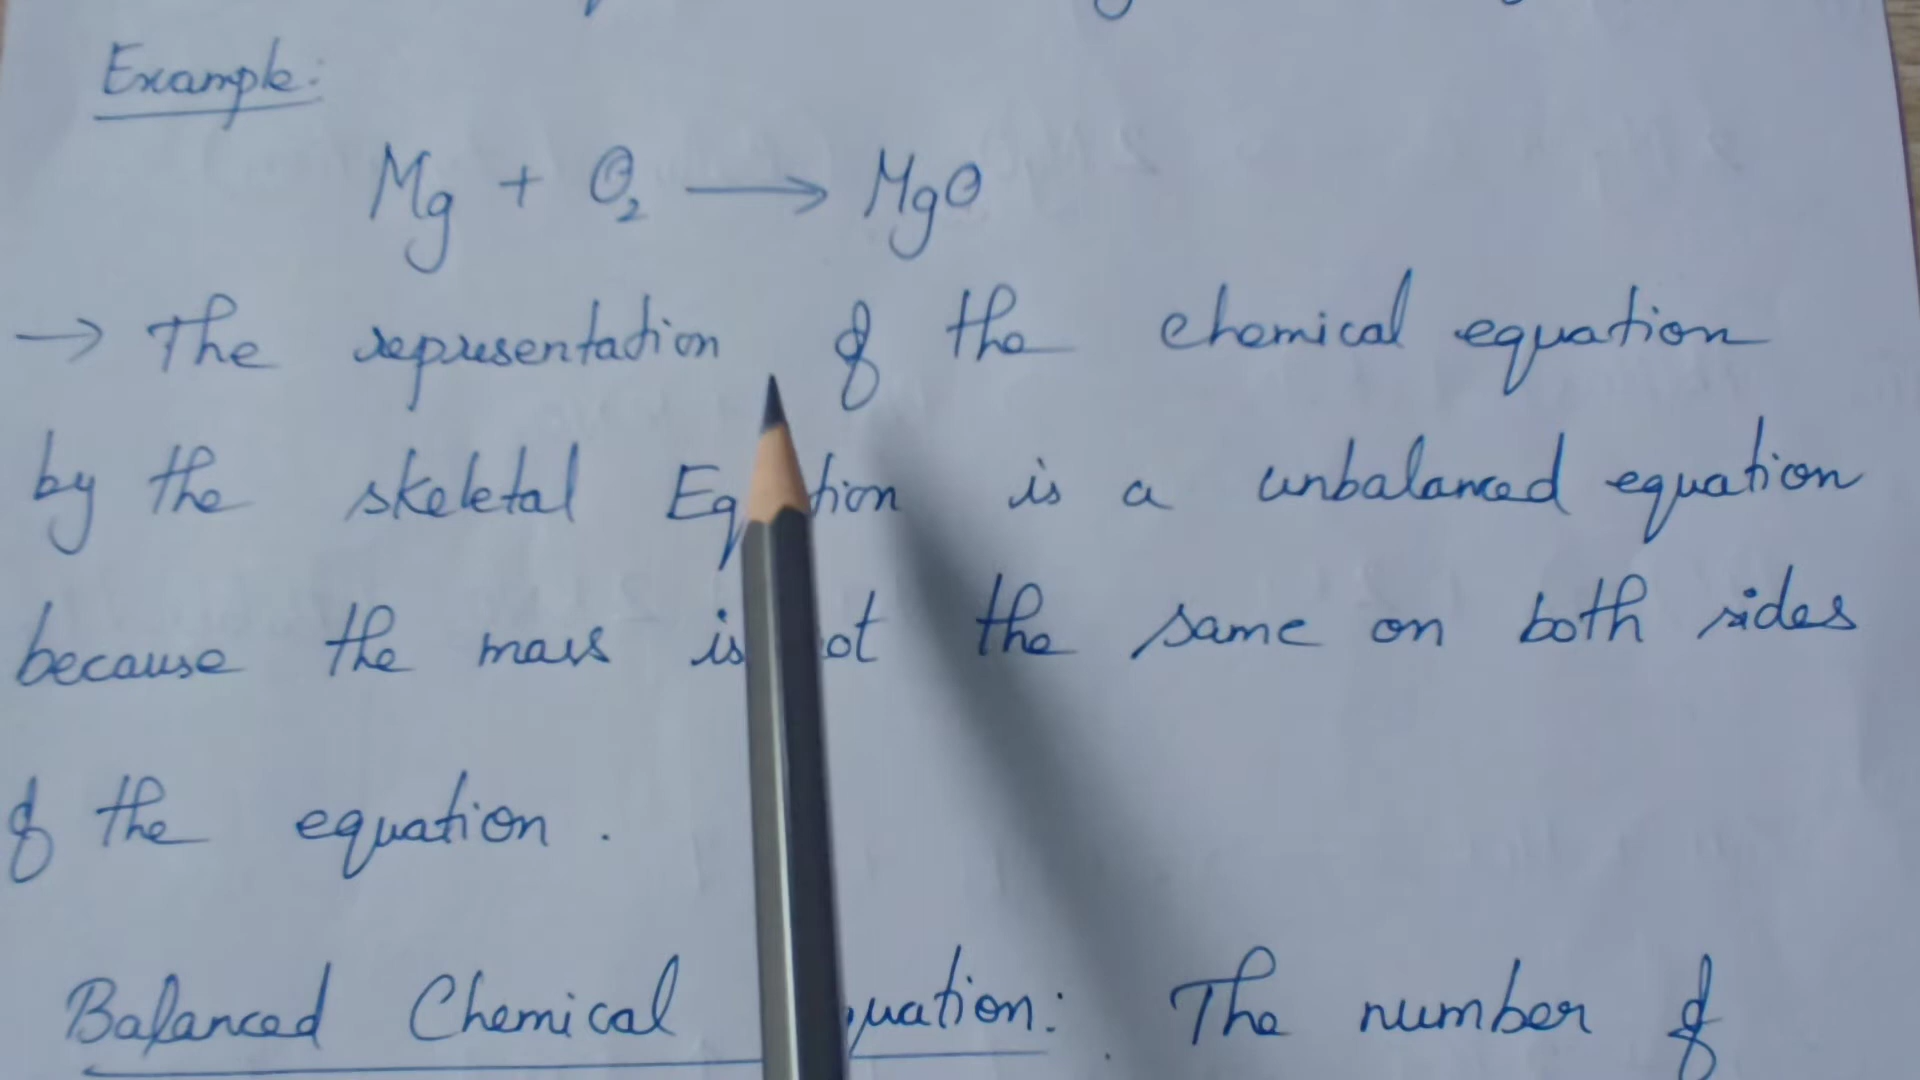 Example:
Mg + O₂ → MgO
→ The representation of the chemical equation
by the skeletal Eq tion is a unbalanced equation
because the mass is ot the same on both sides
of the equation .
Balanced Chemical quation: The number of